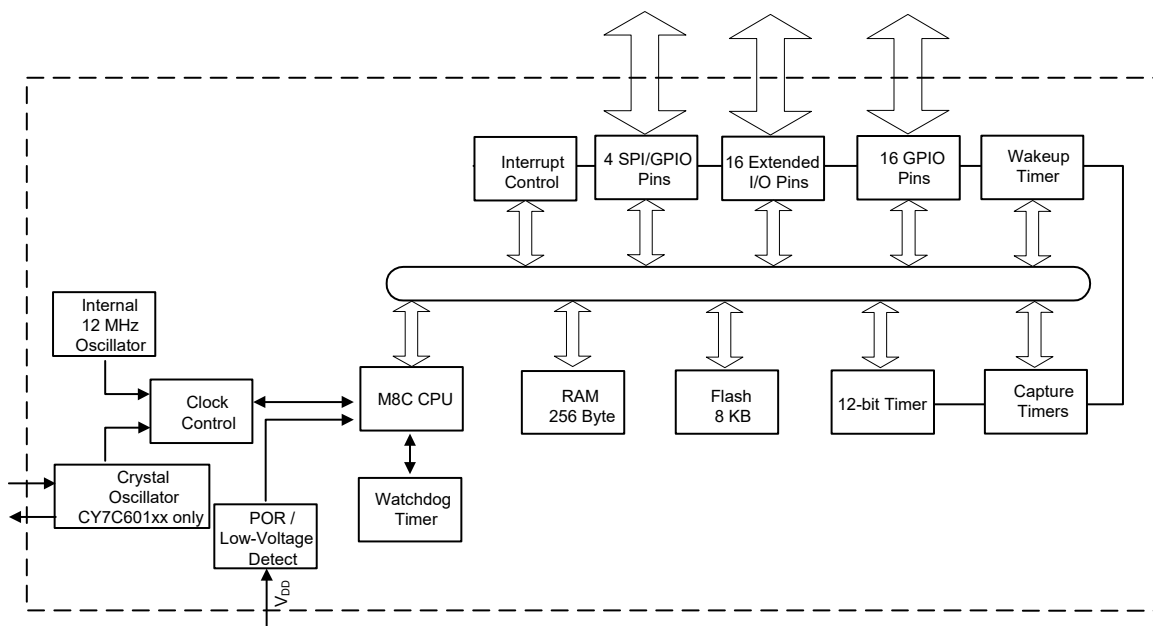 Interrupt
Control
4 SPI/GPIO
Pins
16 Extended
I/O Pins
16 GPIO
Pins
Wakeup
Timer
Internal
12 MHz
Oscillator
Clock
Control
M8C CPU
RAM
256 Byte
Flash
8 KB
12-bit Timer
Capture
Timers
Crystal
Oscillator
CY7C601xx only
POR /
Low-Voltage
Detect
Watchdog
Timer
VDD